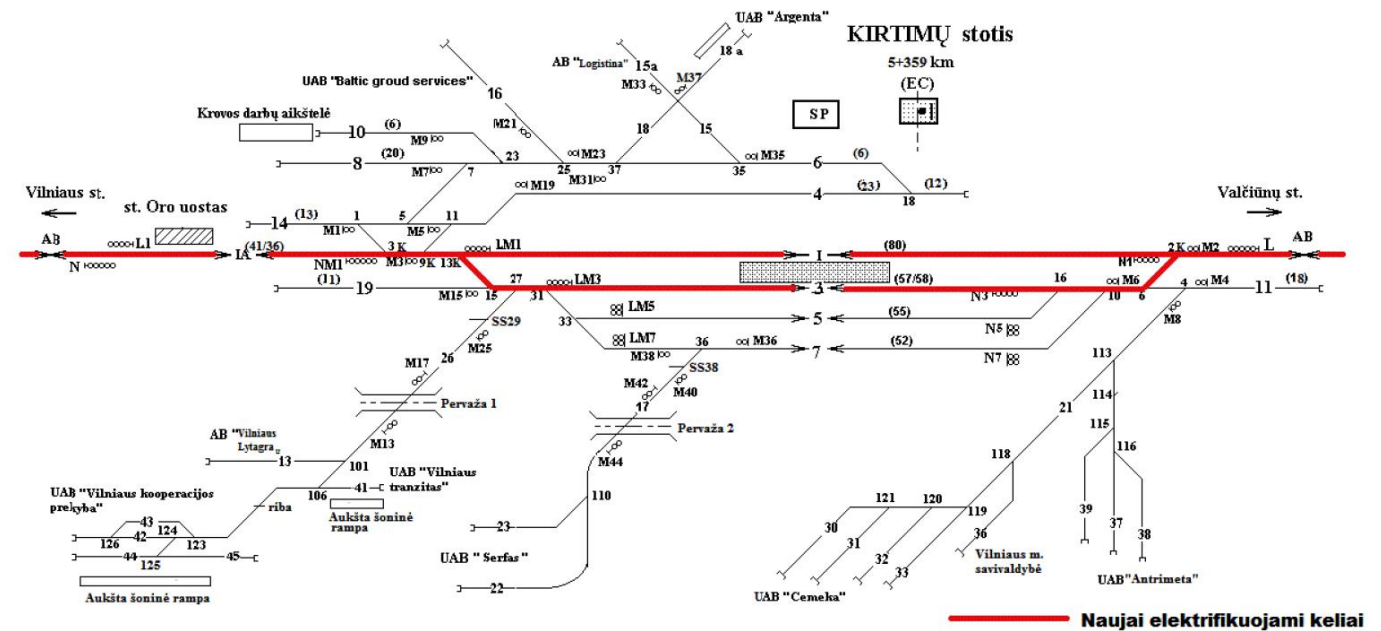 UAB "Argenta"
KIRTIMŲ stotis
18 a
AB "Logistina"
15a
5+359 km
UAB "Baltic groud services"
M33
M37
(EC)
16
SP
Krovos darbų aikštelė
M21
10
(6)
M9
18
15
8
(20)
M7
7
23
25
M23
M31
37
35
M35
6
(6)
M19
4
(23)
(12)
18
Vilniaus st.
st. Oro uostas
14
(13)
1
M1
5
M5
11
Valčiūnų st.
AB
L1
N
IA
(41/36)
3 K
NM1
M3
9K
13K
LM1
I
(80)
2K
M2
L
AB
N1
(11)
19
M15
15
27
31
LM3
3
(57/58)
N3
16
M6
10
6
4
M4
11
(18)
SS29
33
LM5
5
(55)
N5
M8
M25
LM7
M38
36
M36
7
(52)
N7
113
26
M17
SS38
M42
M40
114
Pervaža 1
17
21
115
AB "Vilniaus
Lytagra"
M13
Pervaža 2
116
13
101
M44
118
UAB "Vilniaus
tranzitas"
106
41
UAB "Vilniaus kooperacijos
prekyba"
riba
Aukšta šoninė
rampa
110
121
120
119
39
37
38
43
42
124
126
123
23
30
31
32
33
36
44
125
45
UAB "Serfas"
Vilniaus m.
savivaldybė
22
UAB "Antrimeta"
Aukšta šoninė rampa
UAB "Cemeka"
Naujai elektrifikuojami keliai